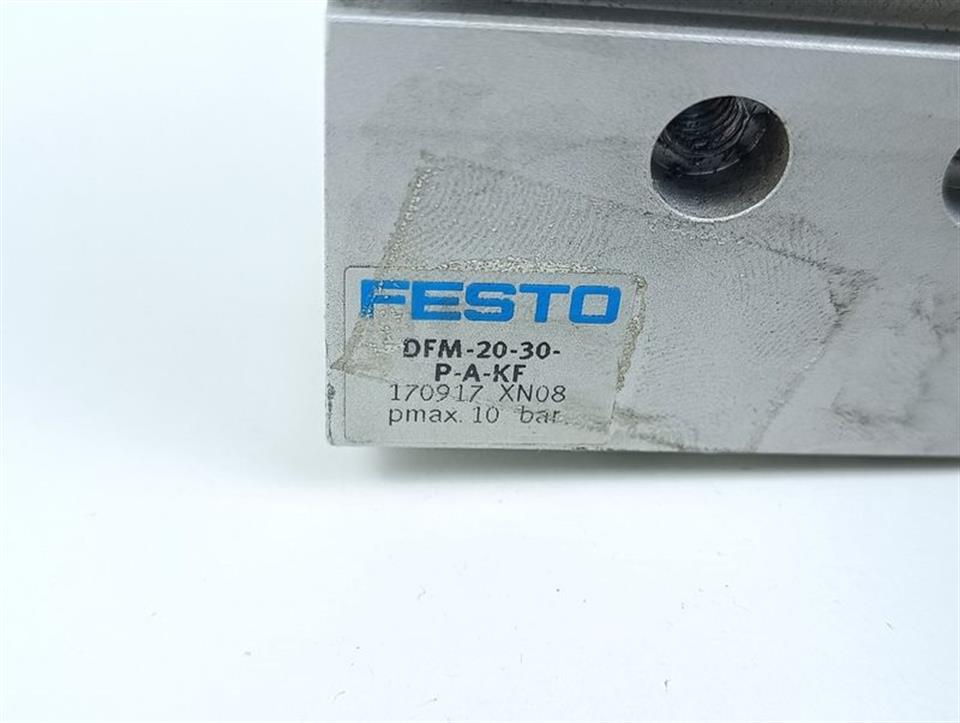 FESTO
DFM-20-30-
P-A-KF
170917 XN08
pmax. 10 bar